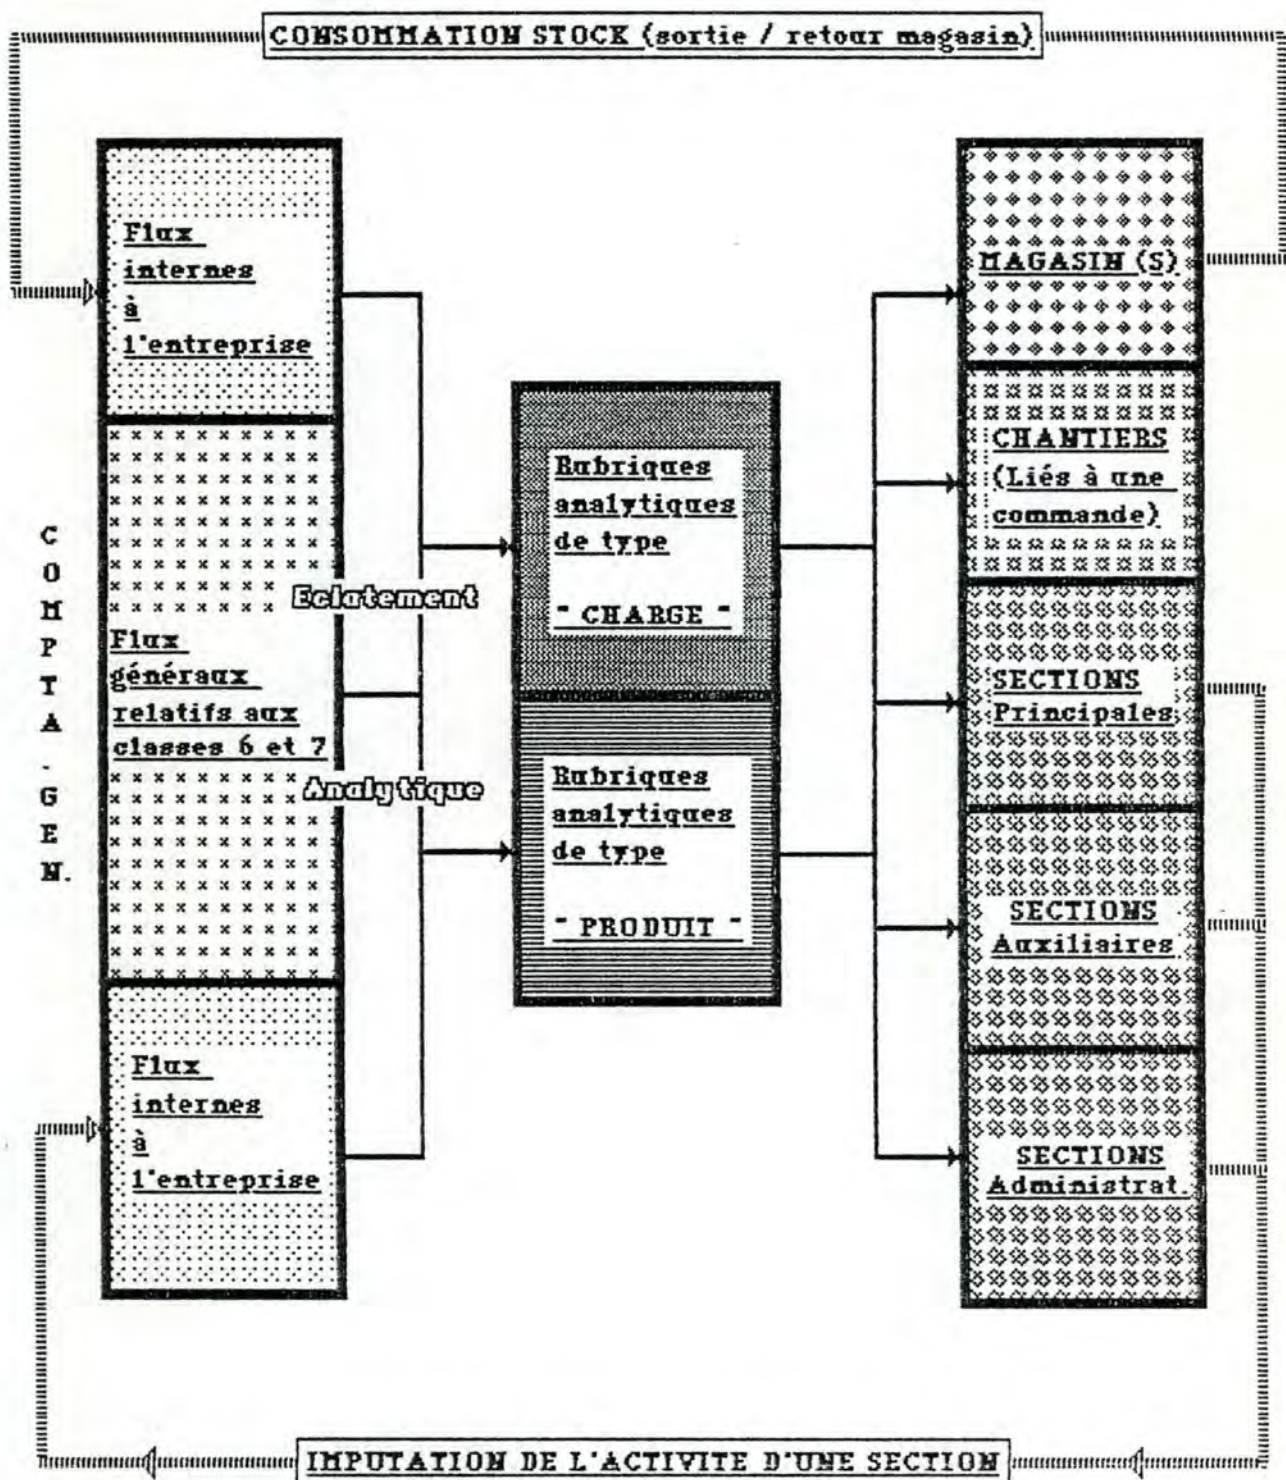 CONSOMMATION STOCK (sortie / retour magasin)
Flux
internes
à
l'entreprise
COMPTA.GEN.
Flux
généraux
relatifs aux
classes 6 et 7
Eclatement
Analytique
Flux
internes
à
l'entreprise
Rubriques
analytiques
de type
" CHARGE "
Rubriques
analytiques
de type
" PRODUIT "
MAGASIN (S)
CHANTIERS
(Liés à une
commande)
SECTIONS
Principales
SECTIONS
Auxiliaires
SECTIONS
Administrat.
IMPUTATION DE L'ACTIVITE D'UNE SECTION